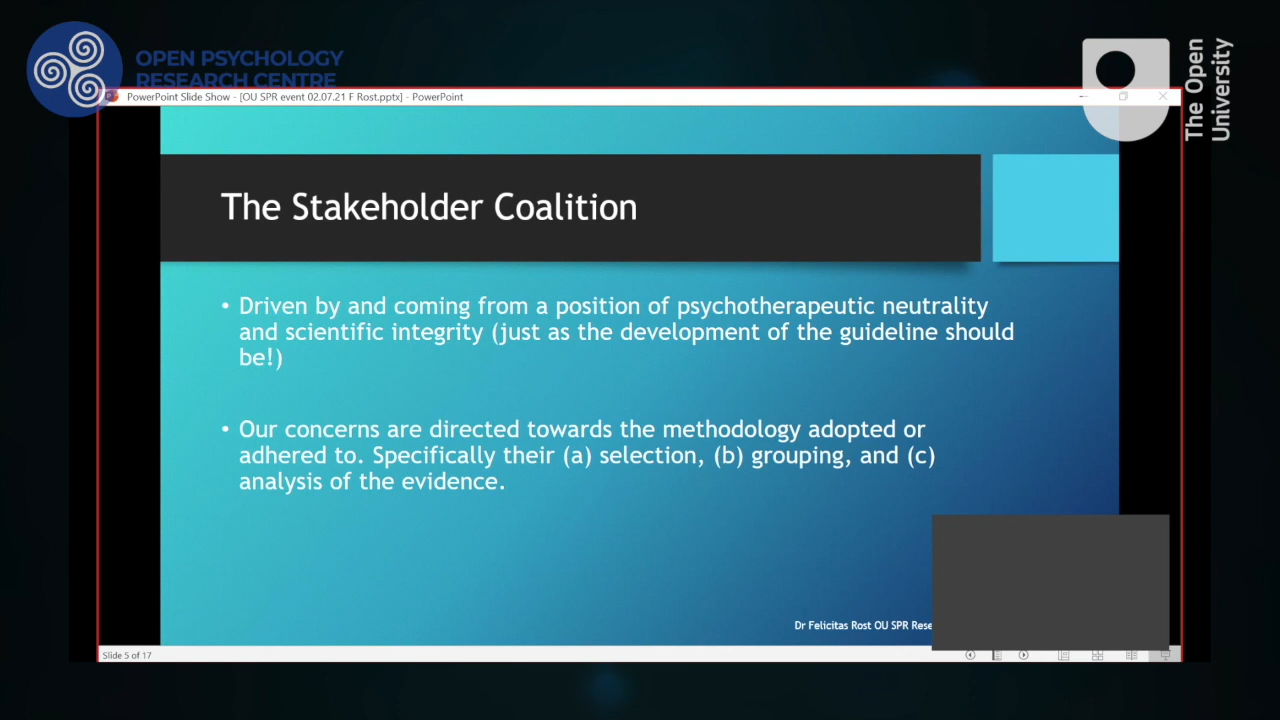 OPEN PSYCHOLOGY
RESEARCH CENTRE
The Open
University
PowerPoint Slide Show - [OU SPR event 02.07.21 F Rost.pptx] - PowerPoint
The Stakeholder Coalition
• Driven by and coming from a position of psychotherapeutic neutrality
and scientific integrity (just as the development of the guideline should
be!)
• Our concerns are directed towards the methodology adopted or
adhered to. Specifically their (a) selection, (b) grouping, and (c)
analysis of the evidence.
Dr Felicitas Rost OU SPR
Slide 5 of 17